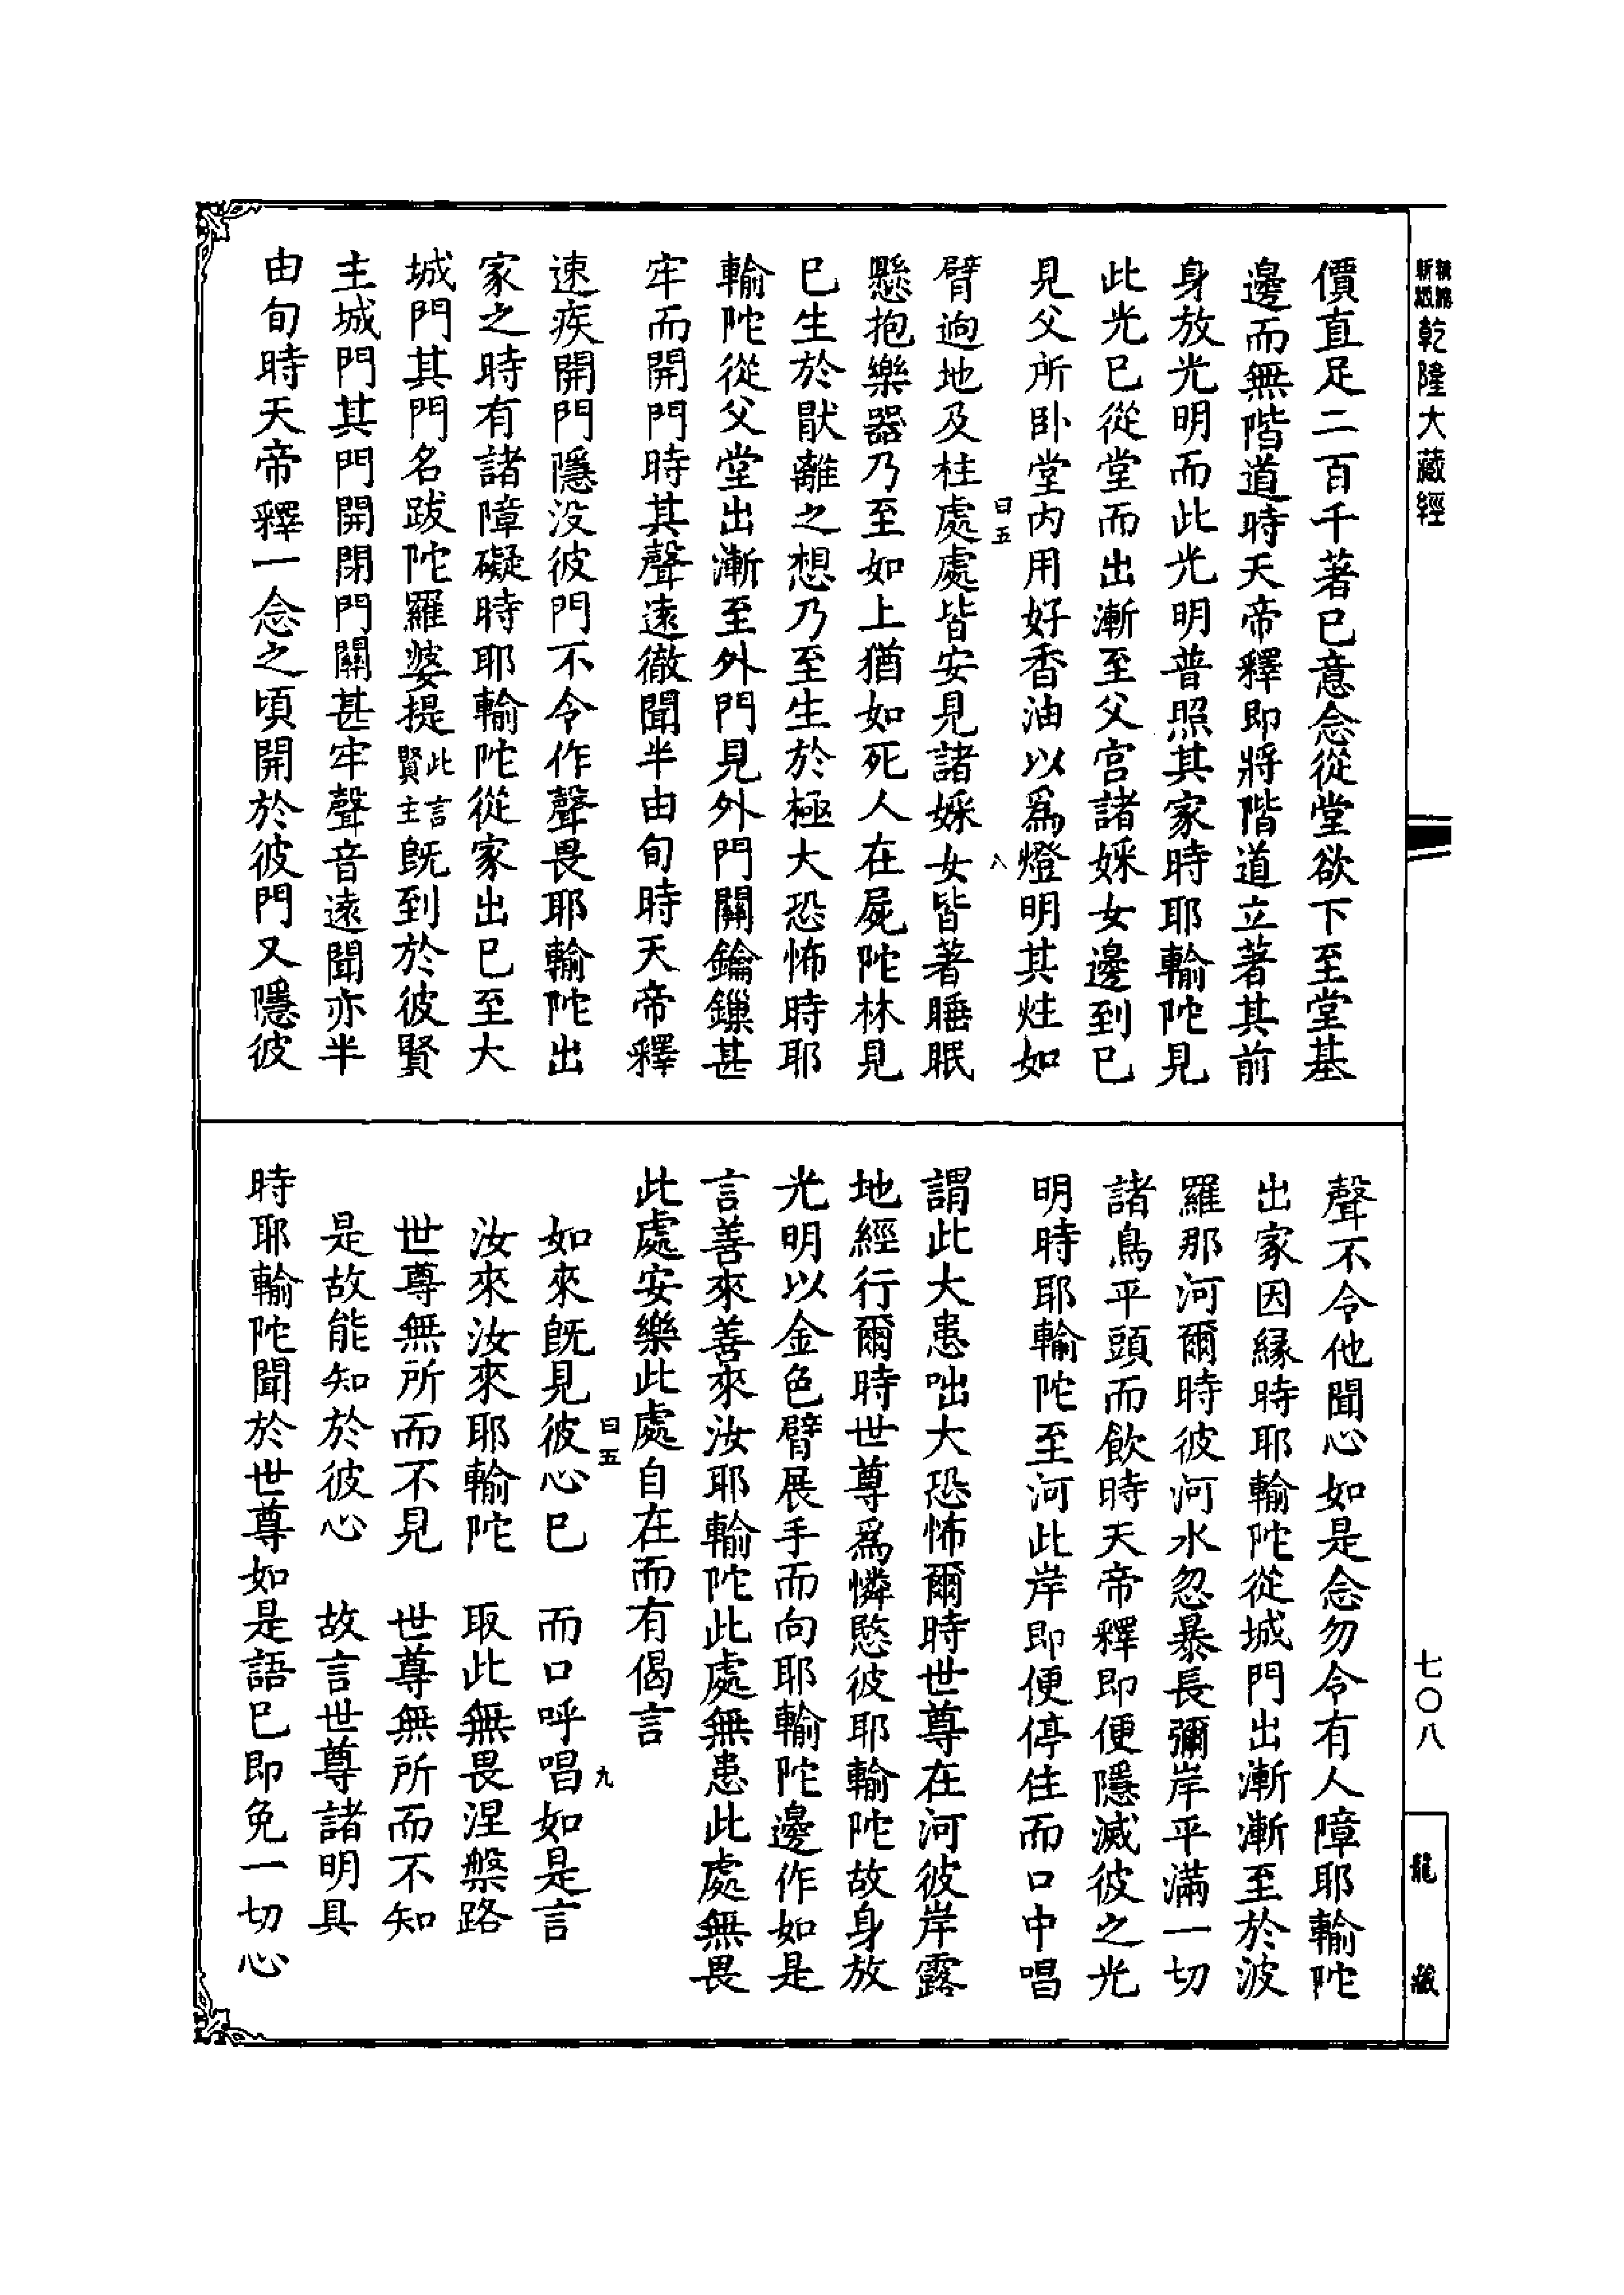 新纂縮版乾隆大藏經
價直足二百千著已意念從堂欲下至堂基
邊而無階道時天帝釋即將階道立著其前
身放光明而此光明普照其家時耶輸陀見
此光已從堂而出漸至父宫諸婇女邊到已
見父所卧堂内用好香油以爲燈明其炷如
曰五
八
臂逈地及柱處處皆安見諸婇女皆著睡眠
懸抱樂器乃至如上猶如死人在屍陀林見
已生於猒離之想乃至生於極大恐怖時耶
輸陀從父堂出漸至外門見外門關鑰鏁甚
牢而開門時其聲遠徹聞半由旬時天帝釋
速疾開門隱没彼門不令作聲畏耶輸陀出
家之時有諸障礙時耶輸陀從家出已至大
城門其門名跋陀羅婆提此言賢主既到於彼賢
主城門其門開閉門關甚牢聲音遠聞亦半
由旬時天帝釋一念之頃開於彼門又隱彼
聲不令他聞心如是念勿令有人障耶輸陀
出家因縁時耶輸陀從城門出漸漸至於波
羅那河爾時彼河水忽暴長彌岸平滿一切
諸鳥平頭而飲時天帝釋即便隱滅彼之光
明時耶輸陀至河此岸即便停住而口中唱
謂此大患咄大恐怖爾時世尊在河彼岸露
地經行爾時世尊爲憐愍彼耶輸陀故身放
光明以金色臂展手而向耶輸陀邊作如是
言善來善來汝耶輸陀此處無患此處無畏
此處安樂此處自在而有偈言
曰五
九
如來既見彼心已　而口呼唱如是言
汝來汝來耶輸陀　取此無畏涅槃路
世尊無所而不見　世尊無所而不知
是故能知於彼心　故言世尊諸明具
時耶輸陀聞於世尊如是語已即免一切心
七〇八
龍藏